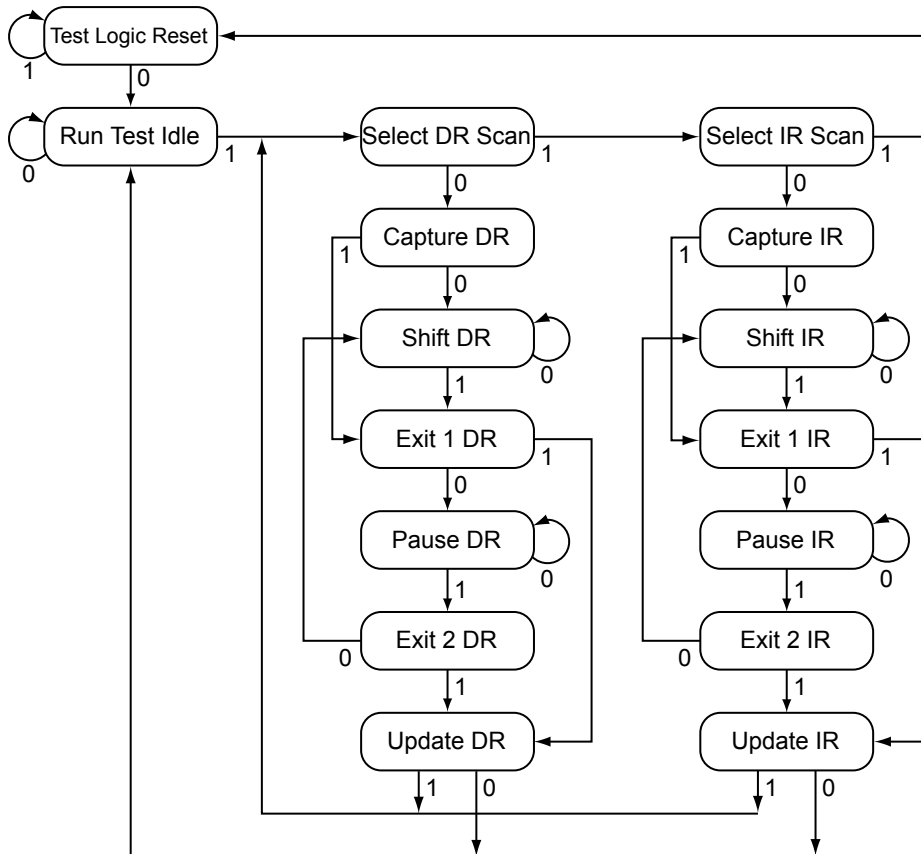 Test Logic Reset
1
0
Run Test Idle
0
1
Select DR Scan
1
Select IR Scan
1
0
0
Capture DR
1
Capture IR
1
0
0
Shift DR
0
Shift IR
0
1
1
Exit 1 DR
1
Exit 1 IR
1
0
0
Pause DR
0
Pause IR
0
1
1
Exit 2 DR
0
Exit 2 IR
0
1
1
Update DR
Update IR
1
0
1
0